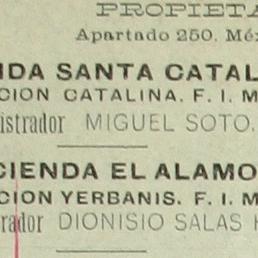 PROPIETA
Apartado 250. Méx
NDA SANTA CATAL
CION CATALINA. F. I. M
istrador MIGUEL SOTO.
CIENDA EL ALAMO
CION YERBANIS. F. I. M
rador DIONISIO SALAS H